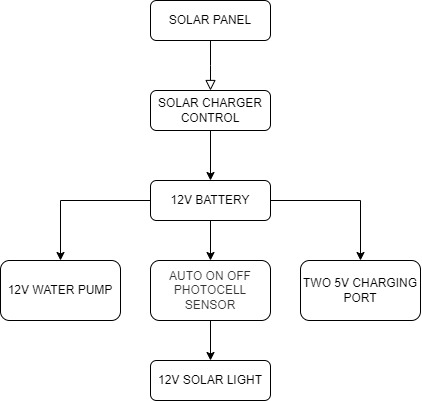 SOLAR PANEL
SOLAR CHARGER
CONTROL
12V BATTERY
12V WATER PUMP
AUTO ON OFF
PHOTOCELL
SENSOR
TWO 5V CHARGING
PORT
12V SOLAR LIGHT